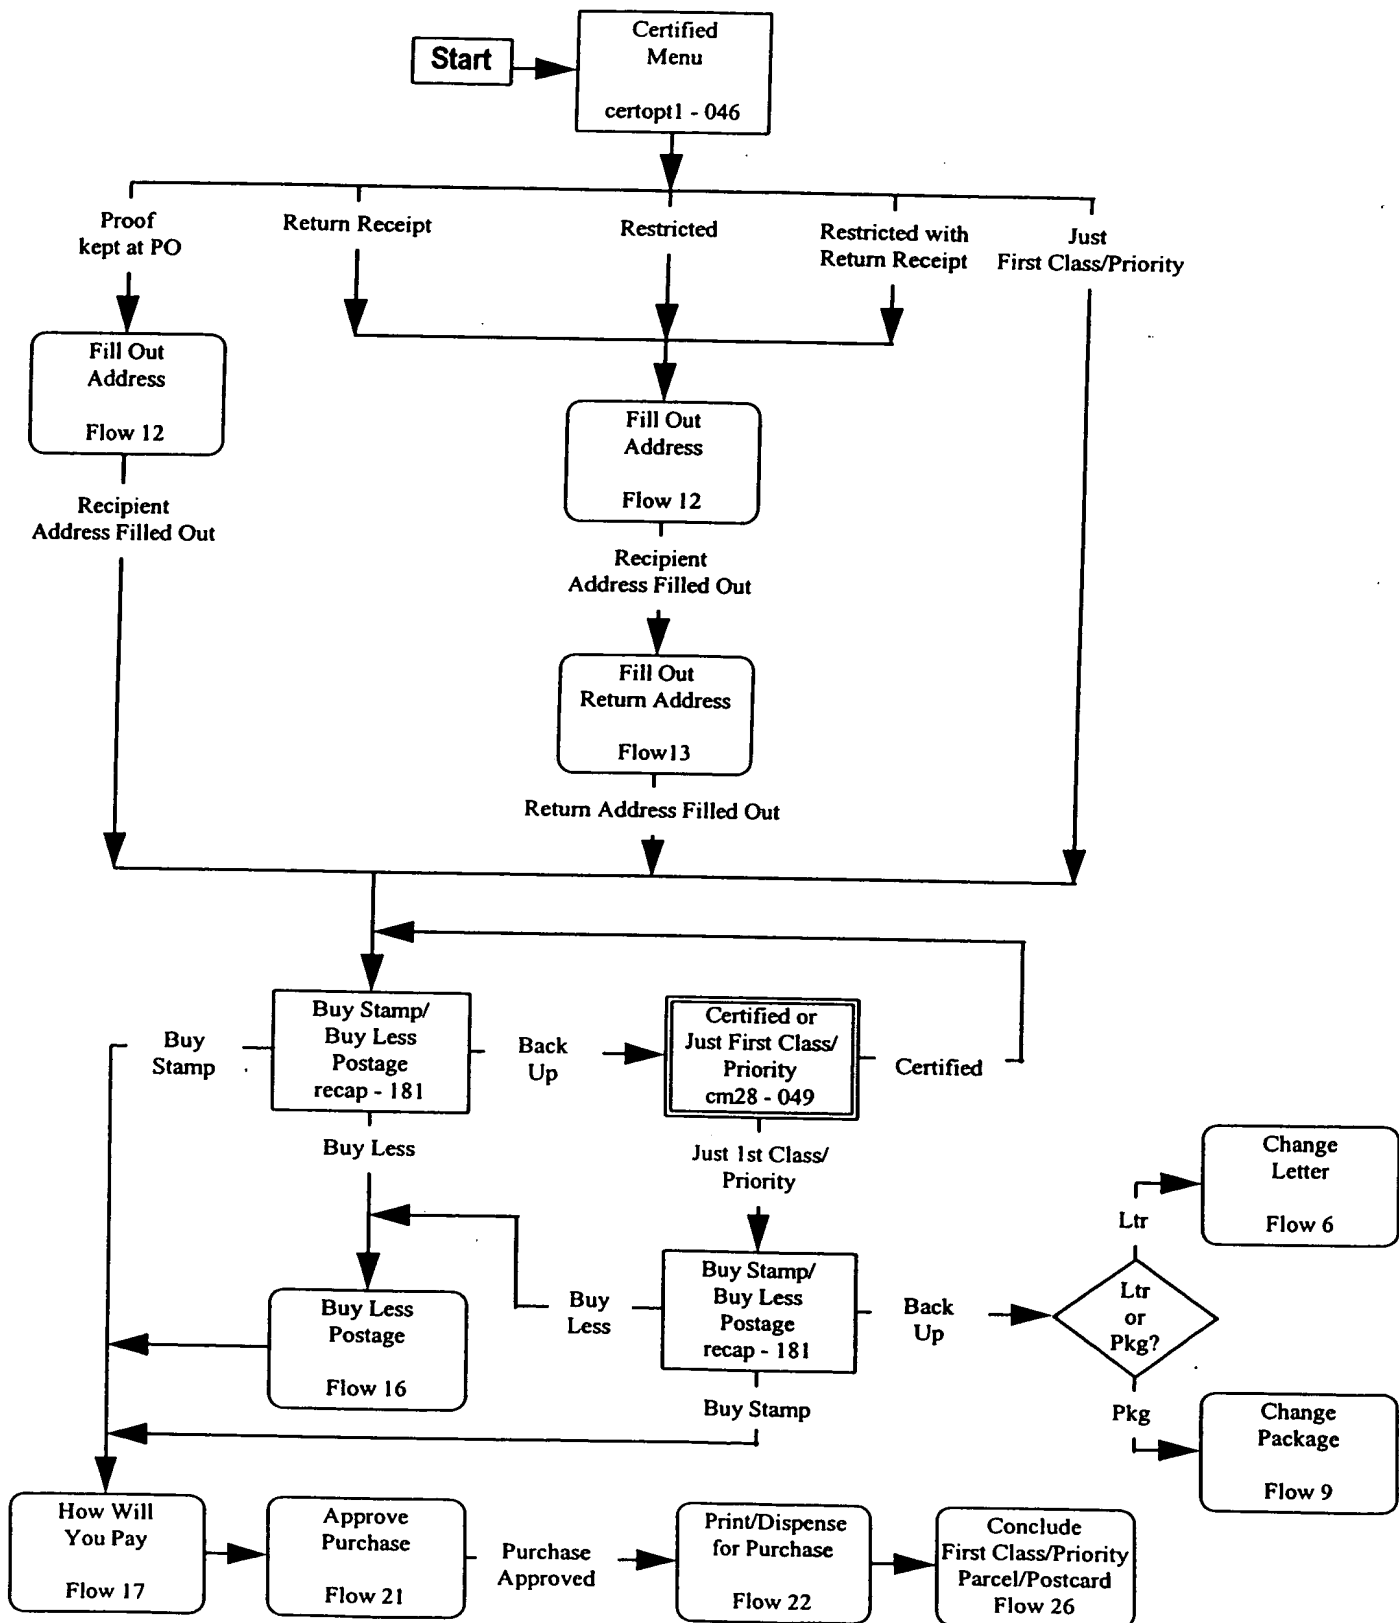 Start
Certified
Menu
certopt1 - 046
Proof
kept at PO
Return Receipt
Restricted
Restricted with
Return Receipt
Just
First Class/Priority
Fill Out
Address
Flow 12
Recipient
Address Filled Out
Fill Out
Address
Flow 12
Recipient
Address Filled Out
Fill Out
Return Address
Flow13
Return Address Filled Out
Buy
Stamp
Buy Stamp/
Buy Less
Postage
recap - 181
Back
Up
Certified or
Just First Class/
Priority
cm28 - 049
Certified
Buy Less
Just 1st Class/
Priority
Change
Letter
Flow 6
Ltr
Buy Less
Postage
Flow 16
Buy
Less
Buy Stamp/
Buy Less
Postage
recap - 181
Back
Up
Ltr
or
Pkg?
Buy Stamp
Pkg
Change
Package
Flow 9
How Will
You Pay
Flow 17
Approve
Purchase
Flow 21
Purchase
Approved
Print/Dispense
for Purchase
Flow 22
Conclude
First Class/Priority
Parcel/Postcard
Flow 26